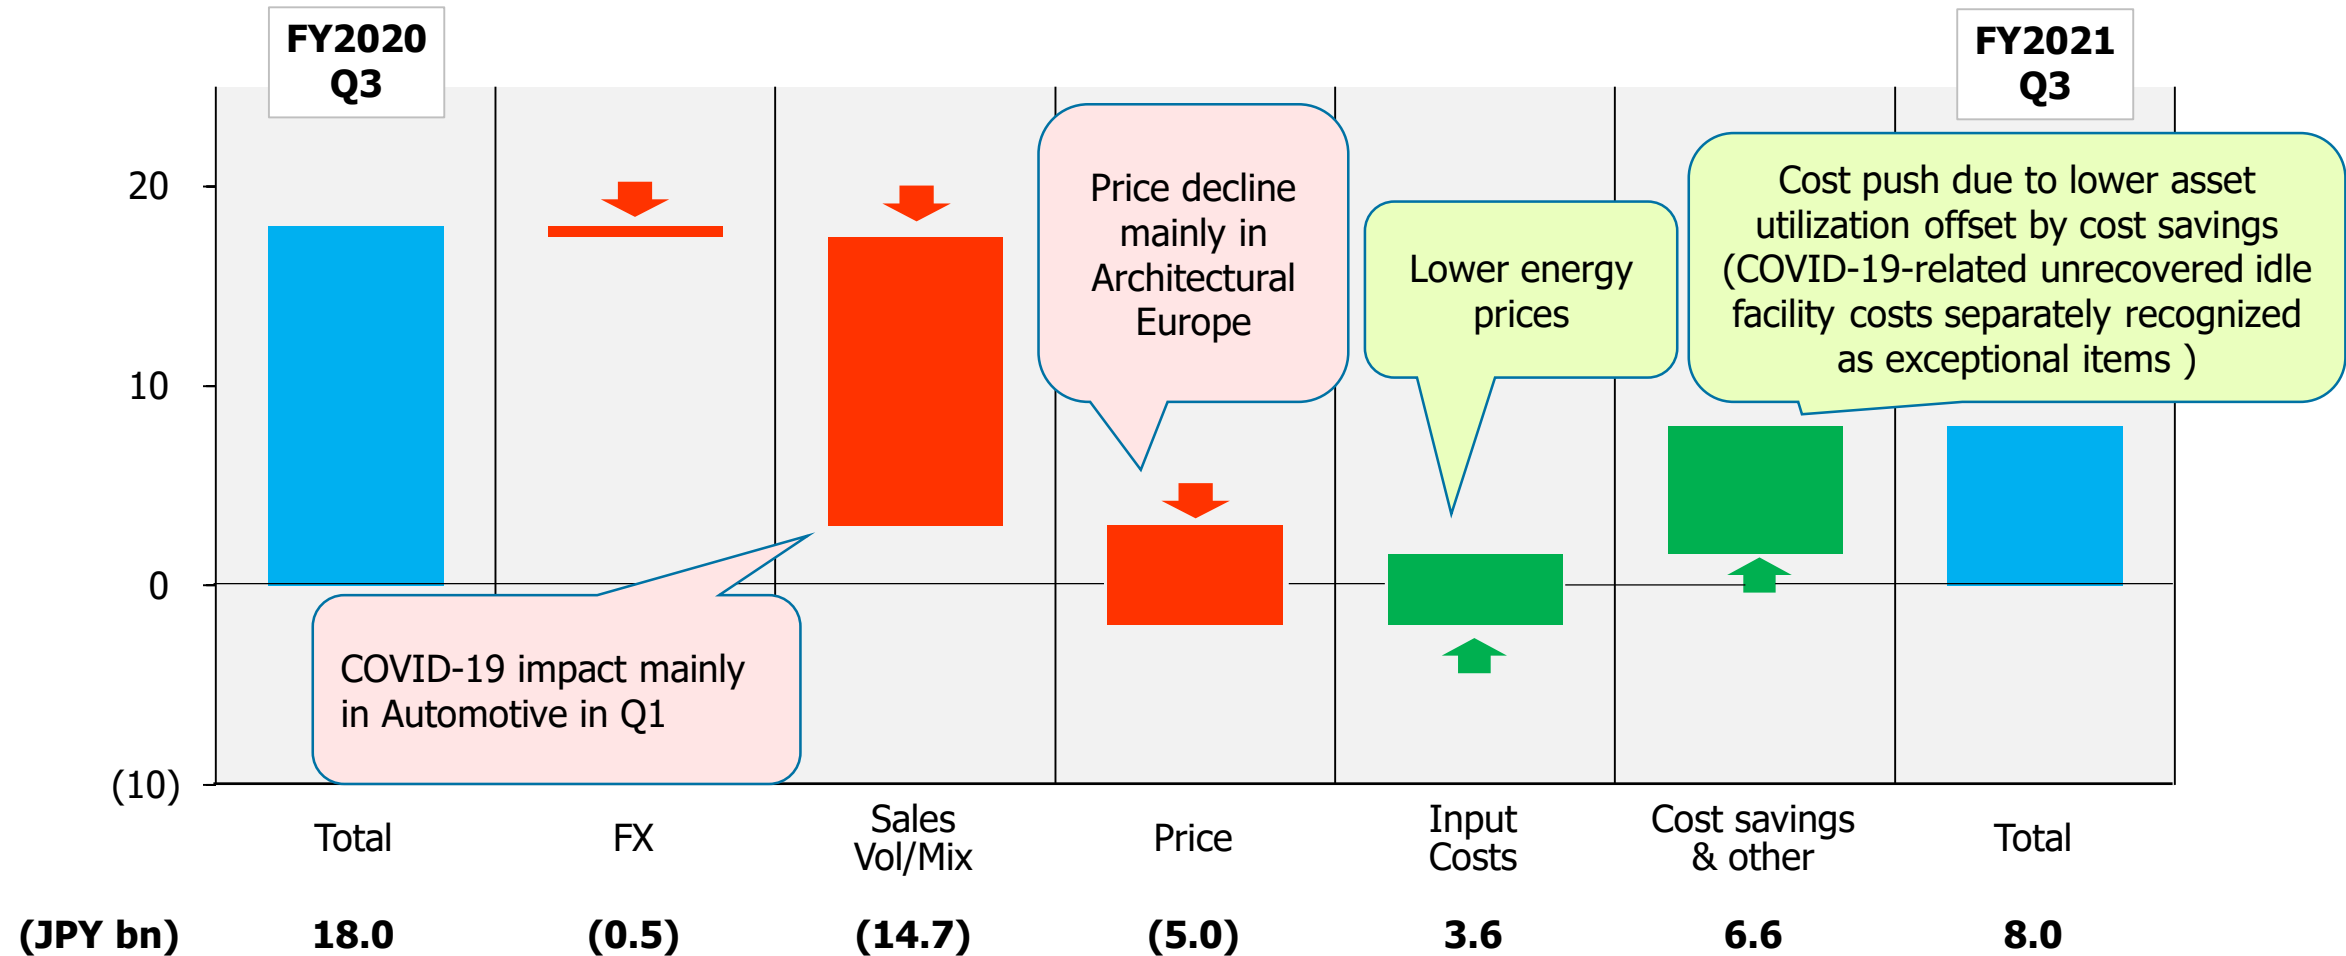 FY2020
Q3
FY2021
Q3
20
10
0
(10)
Price decline
mainly in
Architectural
Europe
Lower energy
prices
Cost push due to lower asset
utilization offset by cost savings
(COVID-19-related unrecovered idle
facility costs separately recognized
as exceptional items )
COVID-19 impact mainly
in Automotive in Q1
Total
FX
Sales
Vol/Mix
Price
Input
Costs
Cost savings
& other
Total
(JPY bn) 18.0 (0.5) (14.7) (5.0) 3.6 6.6 8.0